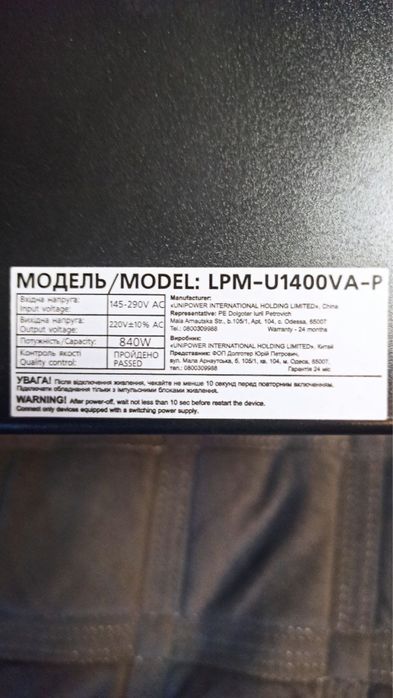 МОДЕЛЬ/MODEL: LPM-U1400VA-P
Вхідна напруга:
Input voltage:
145-290V AC
Вихідна напруга:
Output voltage:
220V±10% AC
Потужність/Capacity:
840W
Контроль якості
Quality control:
ПРОЙДЕНО
PASSED
Manufacturer:
«UNIPOWER INTERNATIONAL HOLDING LIMITED», China
Representative: PE Dolgoter Iurii Petrovich
Mala Arnautska Str., b.105/1, Apt. 104, c. Odessa, 65007
Tel.: 0800309988 Warranty - 24 months
Виробник:
«UNIPOWER INTERNATIONAL HOLDING LIMITED», Китай
Представник: ФОП Долготер Юрій Петрович,
вул. Мала Арнаутська, б. 105/1, кв. 104, м. Одеса, 65007,
тел.: 0800309988 Гарантія 24 міс
УВАГА! Після відключення живлення, чекайте не менше 10 секунд перед повторним включенням.
Підключати обладнання тільки з імпульсними блоками живлення.
WARNING! After power-off, wait not less than 10 sec before restart the device.
Connect only devices equipped with a switching power supply.